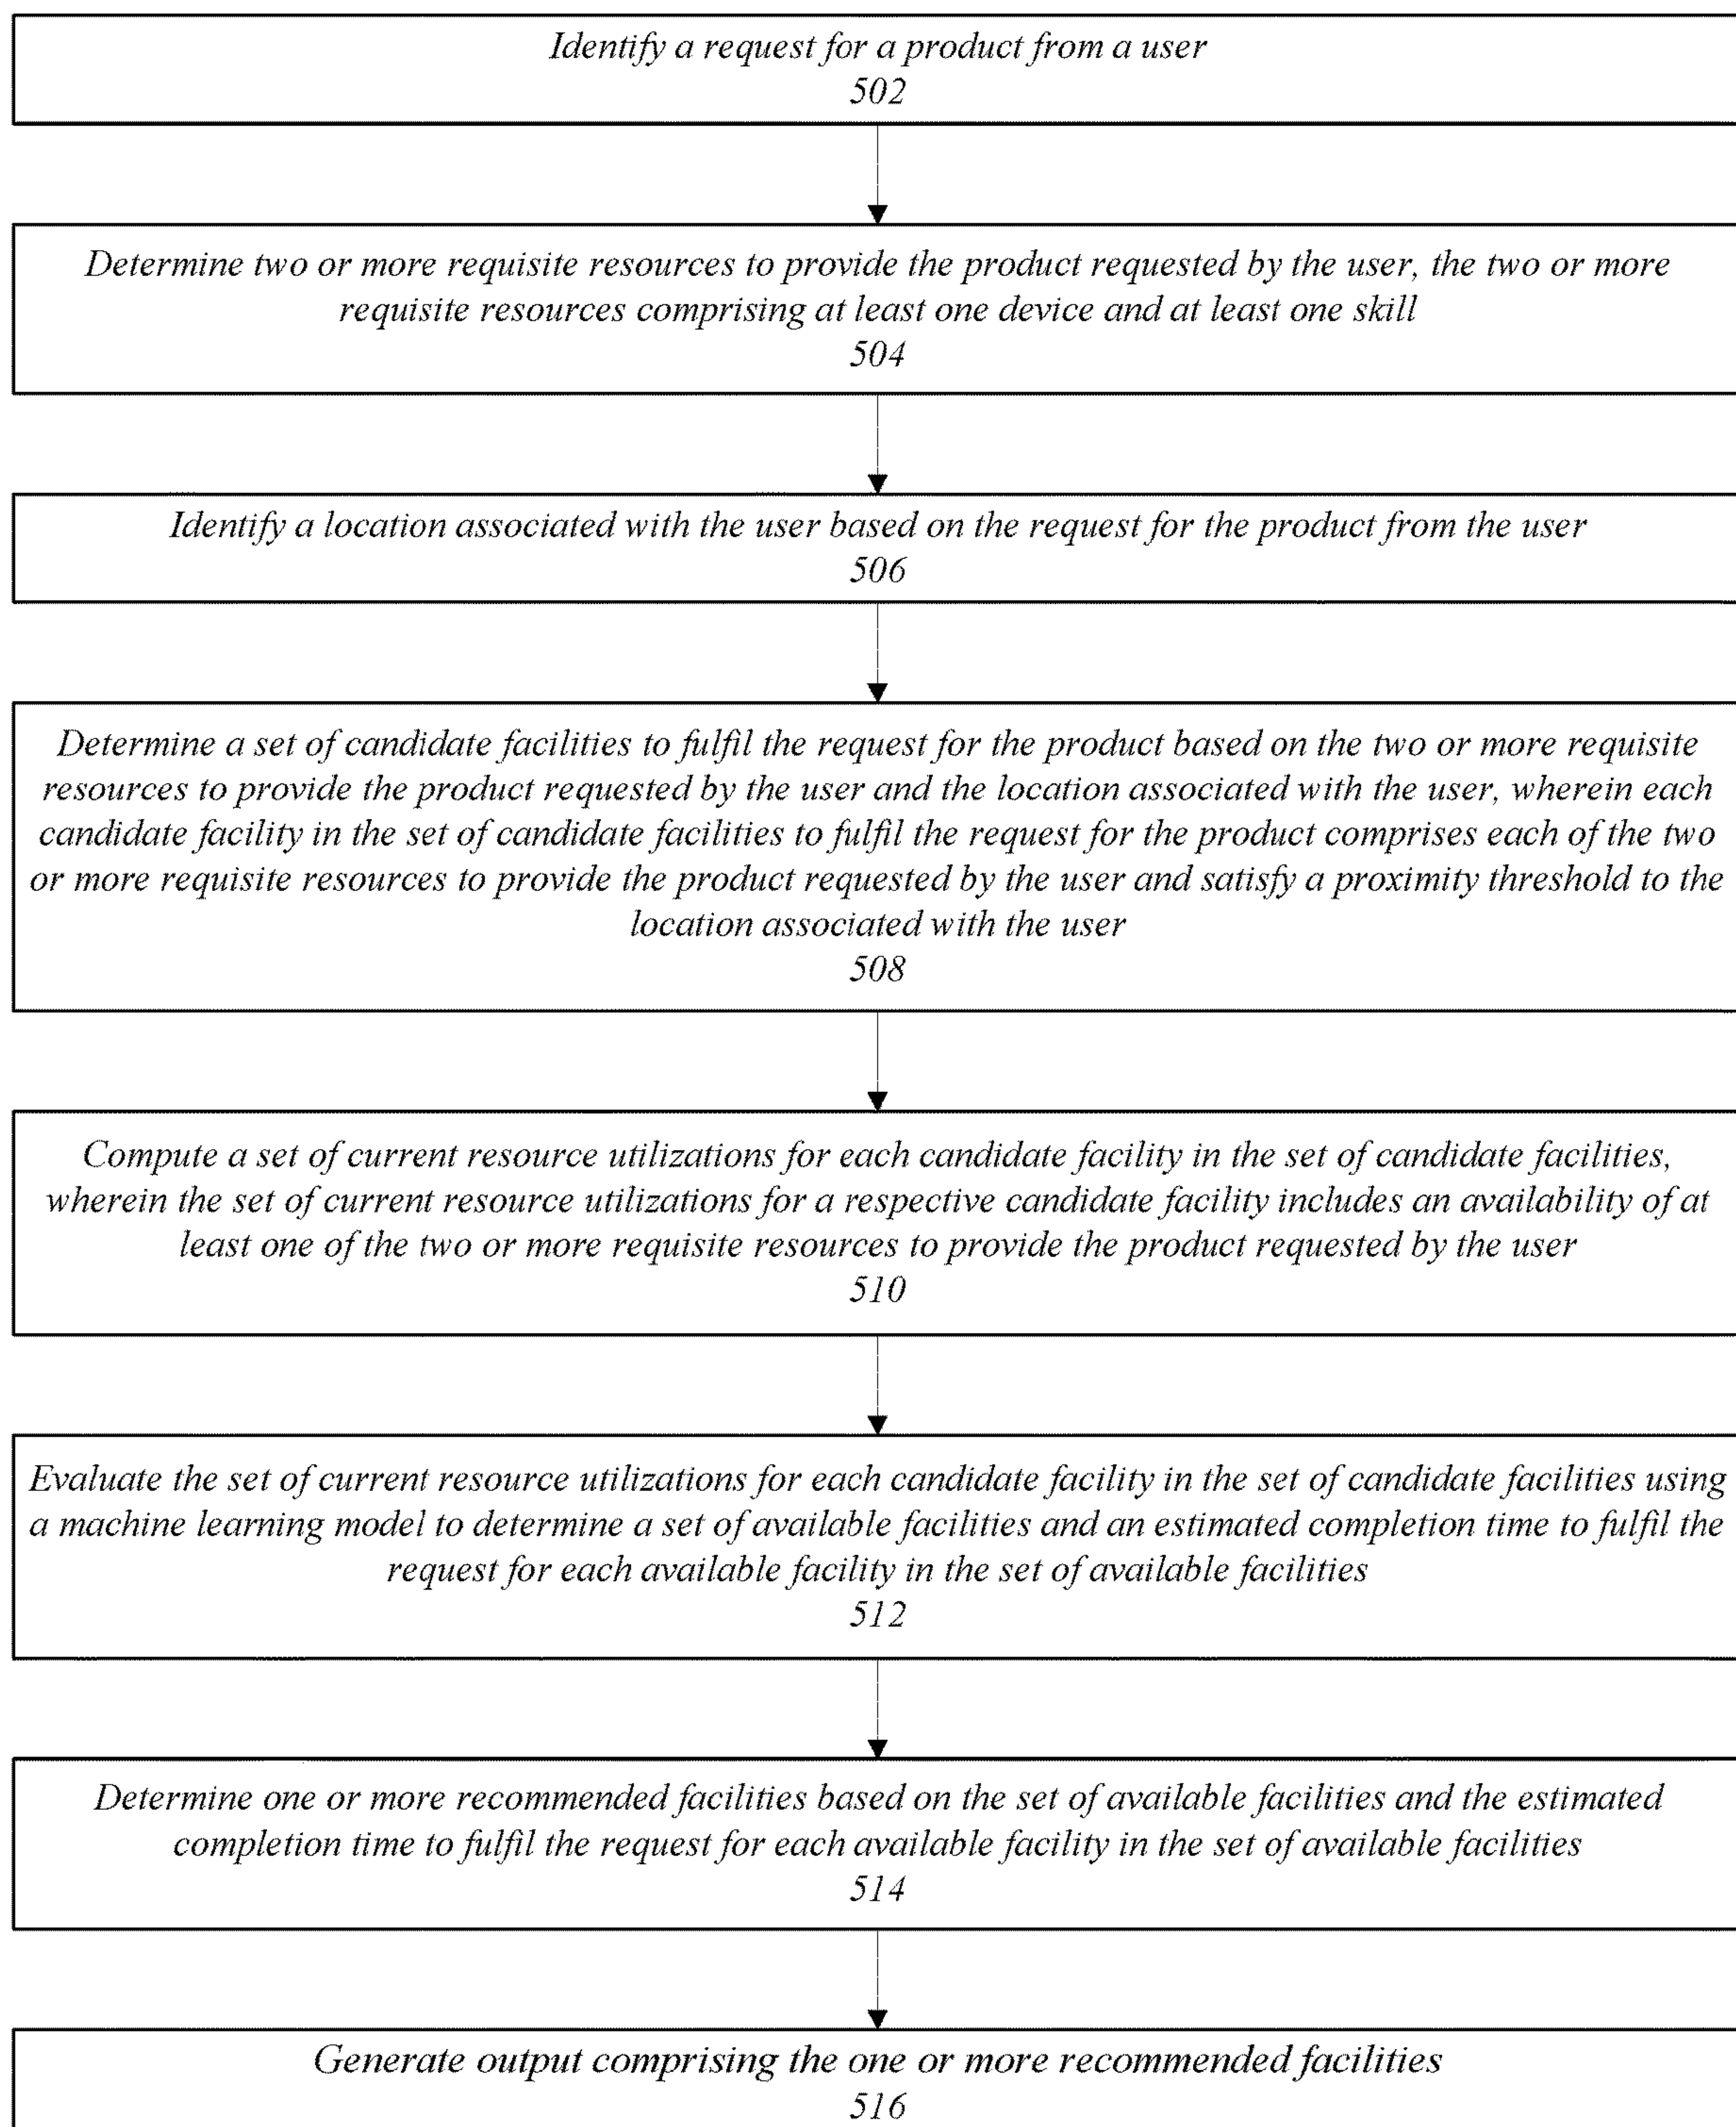 Identify a request for a product from a user
502
Determine two or more requisite resources to provide the product requested by the user, the two or more
requisite resources comprising at least one device and at least one skill
504
Identify a location associated with the user based on the request for the product from the user
506
Determine a set of candidate facilities to fulfil the request for the product based on the two or more requisite
resources to provide the product requested by the user and the location associated with the user, wherein each
candidate facility in the set of candidate facilities to fulfil the request for the product comprises each of the two
or more requisite resources to provide the product requested by the user and satisfy a proximity threshold to the
location associated with the user
508
Compute a set of current resource utilizations for each candidate facility in the set of candidate facilities,
wherein the set of current resource utilizations for a respective candidate facility includes an availability of at
least one of the two or more requisite resources to provide the product requested by the user
510
Evaluate the set of current resource utilizations for each candidate facility in the set of candidate facilities using
a machine learning model to determine a set of available facilities and an estimated completion time to fulfil the
request for each available facility in the set of available facilities
512
Determine one or more recommended facilities based on the set of available facilities and the estimated
completion time to fulfil the request for each available facility in the set of available facilities
514
Generate output comprising the one or more recommended facilities
516